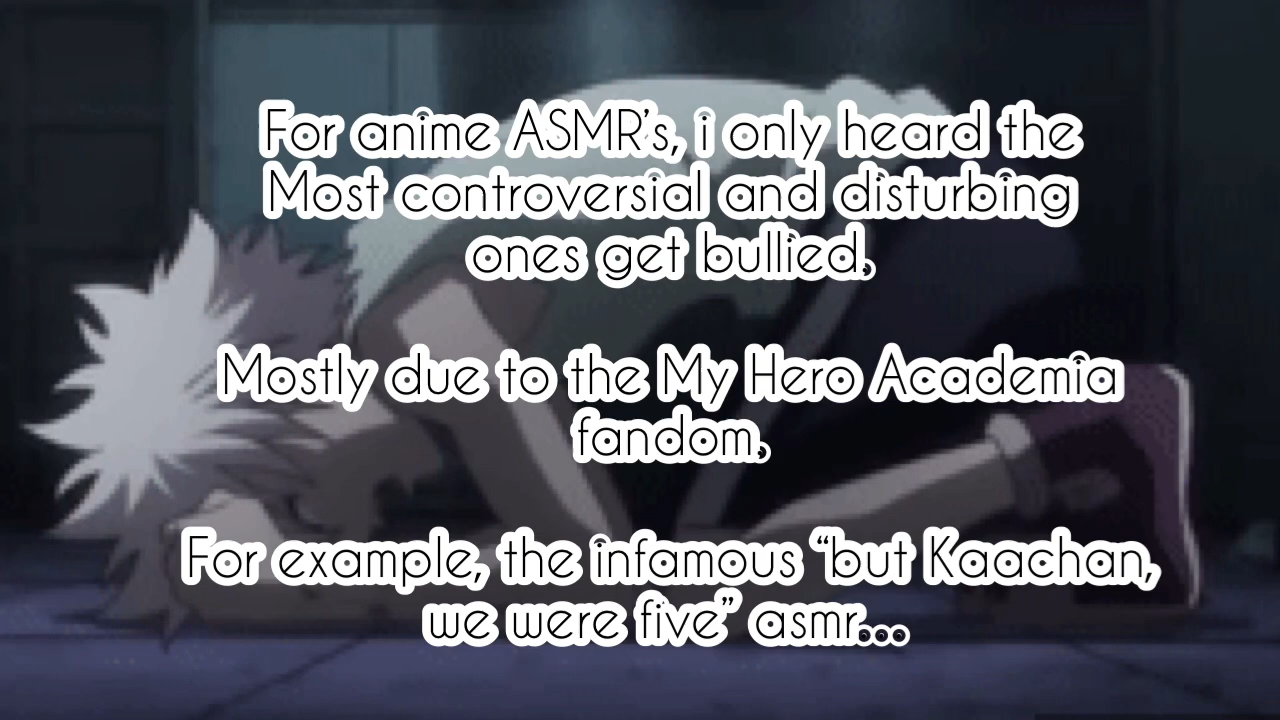 For anime ASMR's, i only heard the
Most controversial and disturbing
ones get bullied.
Mostly due to the My Hero Academia
fandom.
For example, the infamous “but Kaachan,
we were five” asmr...